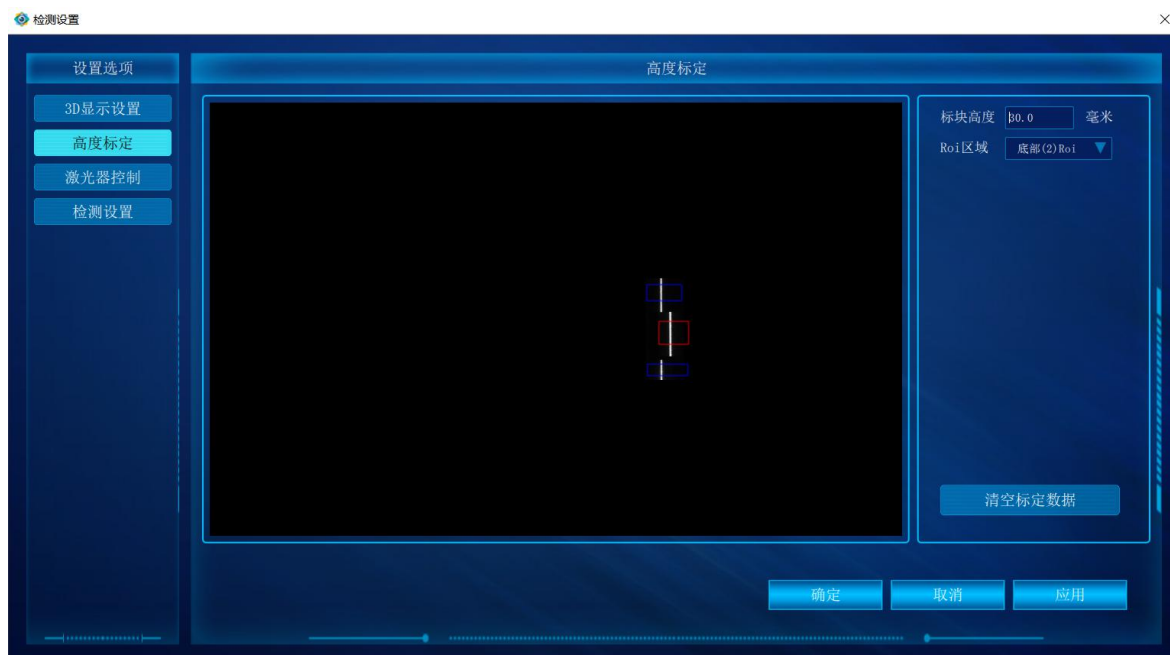 检测设置
设置选项
3D显示设置
高度标定
激光器控制
检测设置
高度标定
标块高度 30.0 毫米
Roi区域 底部(2)Roi
清空标定数据
确定 取消 应用